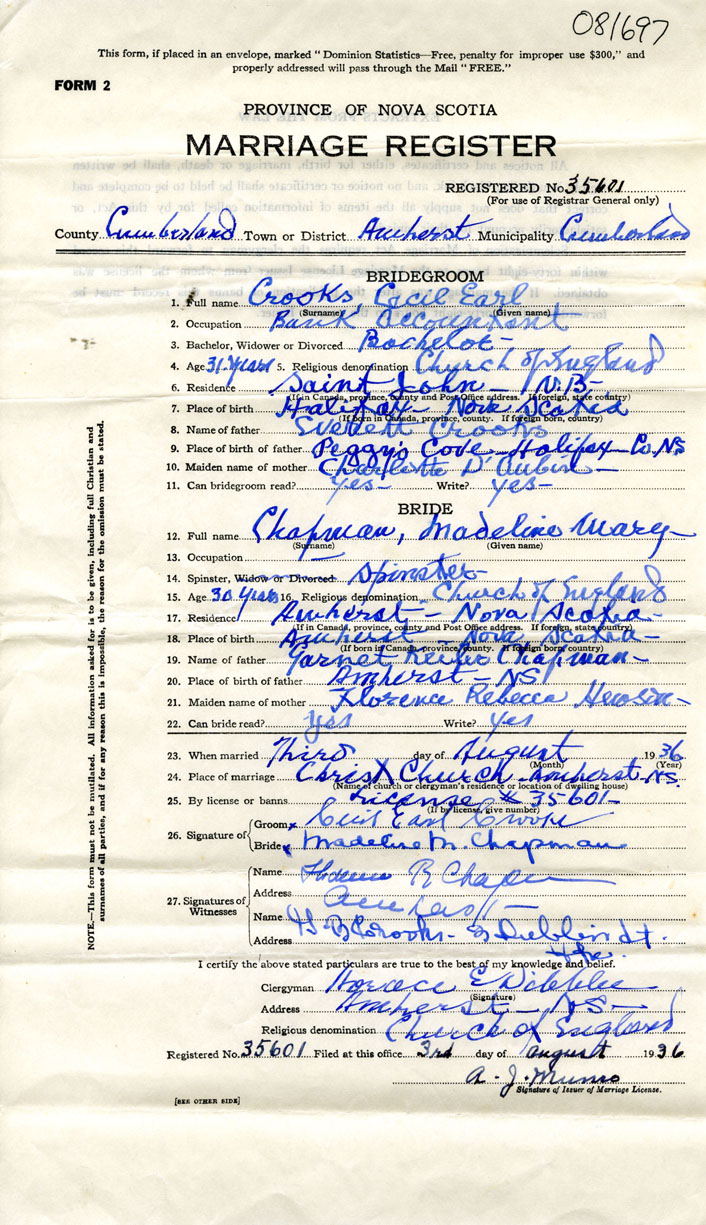 081697
This form, if placed in an envelope, marked "Dominion Statistics—Free, penalty for improper use $300," and
properly addressed will pass through the Mail "FREE."
FORM 2
PROVINCE OF NOVA SCOTIA
MARRIAGE REGISTER
REGISTERED No. 35601
(For use of Registrar General only)
County Cumberland Town or District Amherst Municipality Cumberland
BRIDEGROOM
1. Full name Crooks, Cecil Earl
(Surname) (Given name)
2. Occupation Bank Accountant
3. Bachelor, Widower or Divorced Bachelor-
4. Age 31 Years 5. Religious denomination Church of England
6. Residence Saint John - N.B-
(If in Canada, province, county and Post Office address. If foreign, state country)
7. Place of birth Halifax - Nova Scotia
(If born in Canada, province, county. If foreign born, country)
8. Name of father Everett Crooks
9. Place of birth of father Peggy's Cove - Halifax Co. NS
10. Maiden name of mother Charlotte D'Aubin-
11. Can bridegroom read? yes- Write? yes-
BRIDE
12. Full name Chapman, Madeline Mary-
(Surname) (Given name)
13. Occupation —
14. Spinster, Widow or Divorced Spinster-
15. Age 30 Years 16. Religious denomination Church of England
17. Residence Amherst - Nova Scotia-
(If in Canada, province, county and Post Office address. If foreign, state country)
18. Place of birth Amherst - Nova Scotia-
(If born in Canada, province, county. If foreign born, country)
19. Name of father Garnet Chapman-
20. Place of birth of father Amherst - NS
21. Maiden name of mother Florence Rebecca Hewson-
22. Can bride read? yes Write? yes
23. When married Third day of August 1936
(Month) (Year)
24. Place of marriage Christ Church - Amherst - NS.
(Name of church or clergyman's residence or location of dwelling house)
25. By license or banns License 35601-
(If by license, give number)
26. Signature of Groom x Cecil Earl Crooks
Bride x Madeline M. Chapman
27. Signatures of Witnesses
Name Florence R Chapman
Address Amherst-
Name Crooks-
Address
I certify the above stated particulars are true to the best of my knowledge and belief.
Clergyman Horace E Dibblee
(Signature)
Address Amherst - NS-
Religious denomination Church of England
Registered No. 35601 Filed at this office 3rd day of august 1936
A. J. Munro
Signature of Issuer of Marriage License.
[SEE OTHER SIDE]
NOTE.—This form must not be mutilated. All information asked for is to be given, including full Christian and
surnames of all parties, and if for any reason this is impossible, the reason for the omission must be stated.